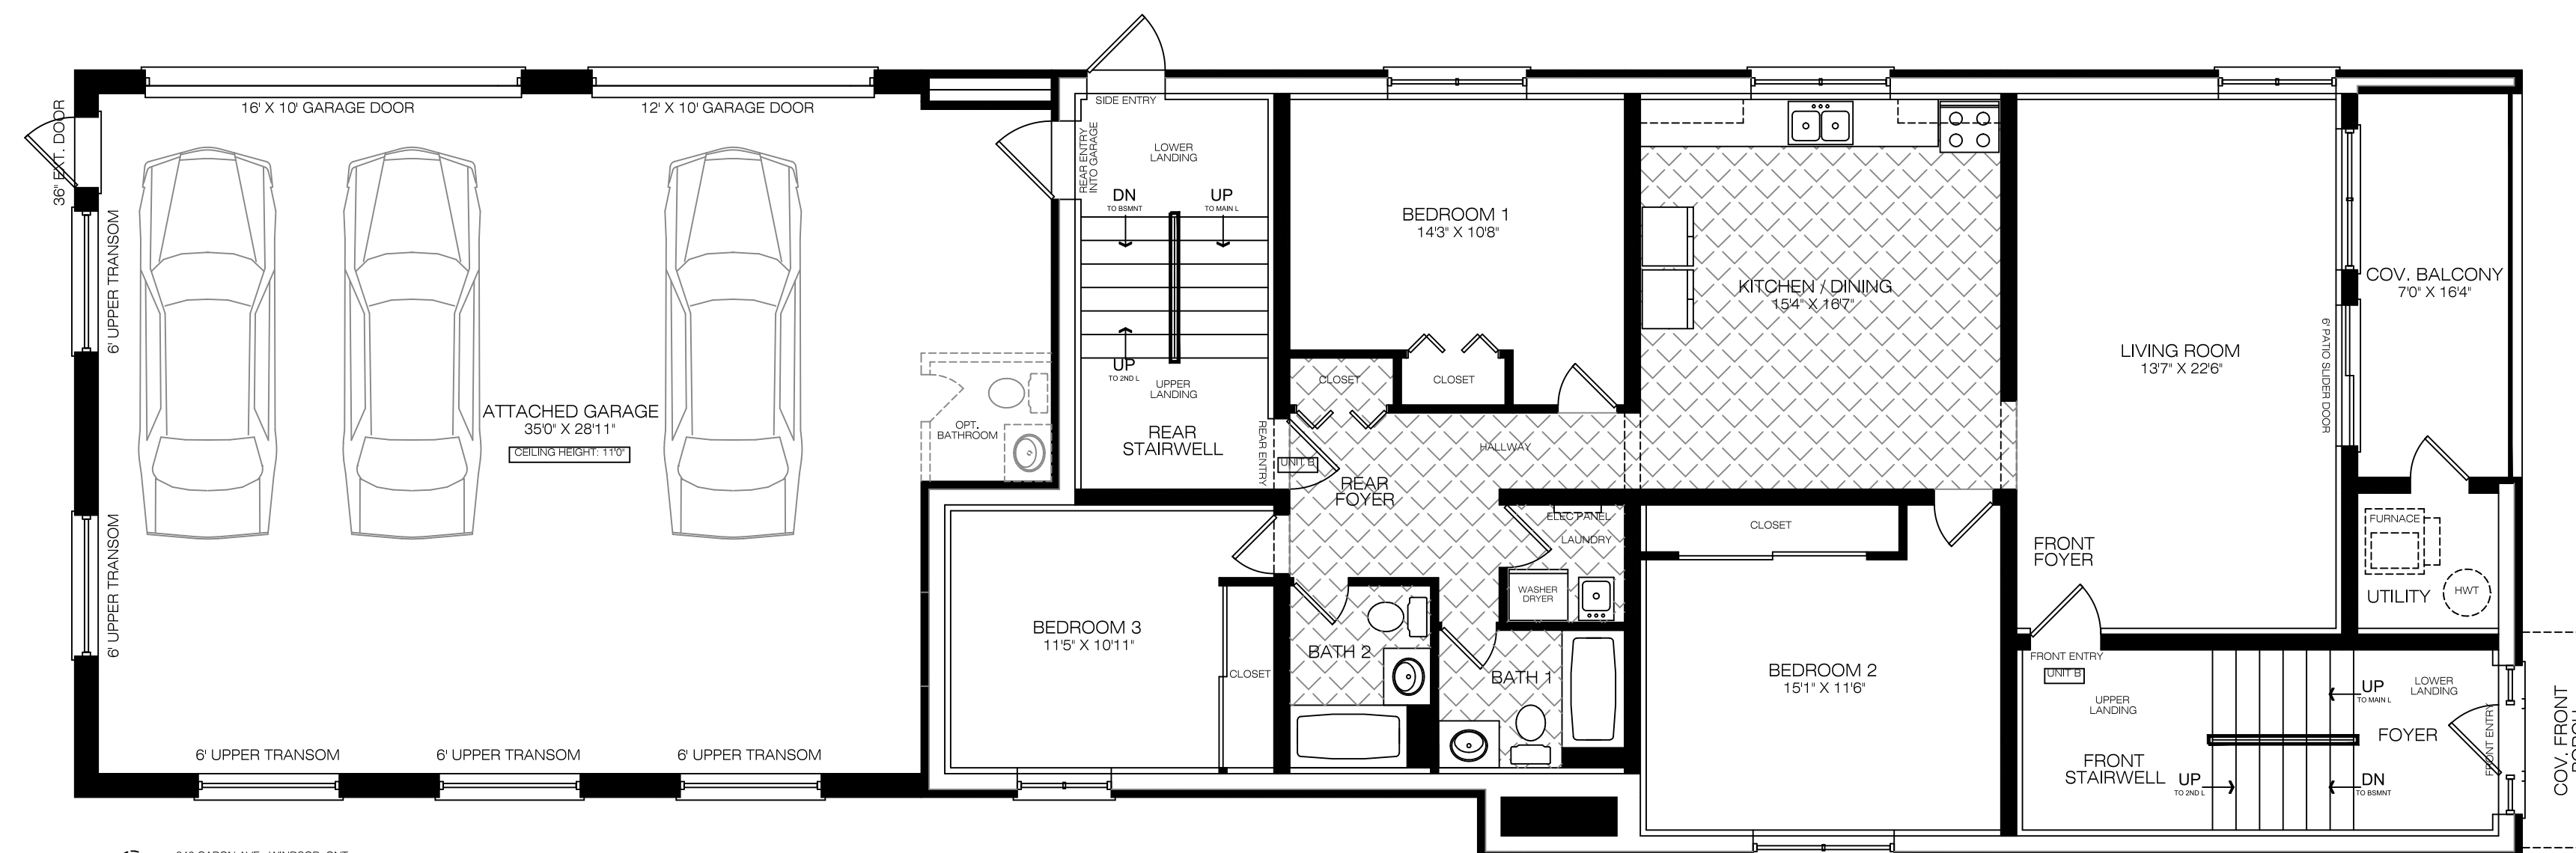 16' X 10' GARAGE DOOR
12' X 10' GARAGE DOOR
36" EXT. DOOR
6' UPPER TRANSOM
6' UPPER TRANSOM
ATTACHED GARAGE
35'0" X 28'11"
CEILING HEIGHT: 11'0"
6' UPPER TRANSOM
6' UPPER TRANSOM
6' UPPER TRANSOM
OPT.
BATHROOM
SIDE ENTRY
REAR ENTRY
INTO GARAGE
LOWER
LANDING
DN
TO BSMNT
UP
TO MAIN L
UP
TO 2ND L
UPPER
LANDING
REAR
STAIRWELL
REAR ENTRY
UNIT B
REAR
FOYER
BEDROOM 1
14'3" X 10'8"
CLOSET
CLOSET
HALLWAY
KITCHEN / DINING
15'4" X 16'7"
LIVING ROOM
13'7" X 22'6"
6' PATIO SLIDER DOOR
COV. BALCONY
7'0" X 16'4"
FURNACE
HWT
UTILITY
BEDROOM 3
11'5" X 10'11"
CLOSET
BATH 2
BATH 1
ELEC PANEL
LAUNDRY
WASHER
DRYER
CLOSET
BEDROOM 2
15'1" X 11'6"
FRONT
FOYER
FRONT ENTRY
UNIT B
UPPER
LANDING
FRONT
STAIRWELL
UP
TO 2ND L
UP
TO MAIN L
DN
TO BSMNT
LOWER
LANDING
FOYER
FRONT ENTRY
COV. FRONT